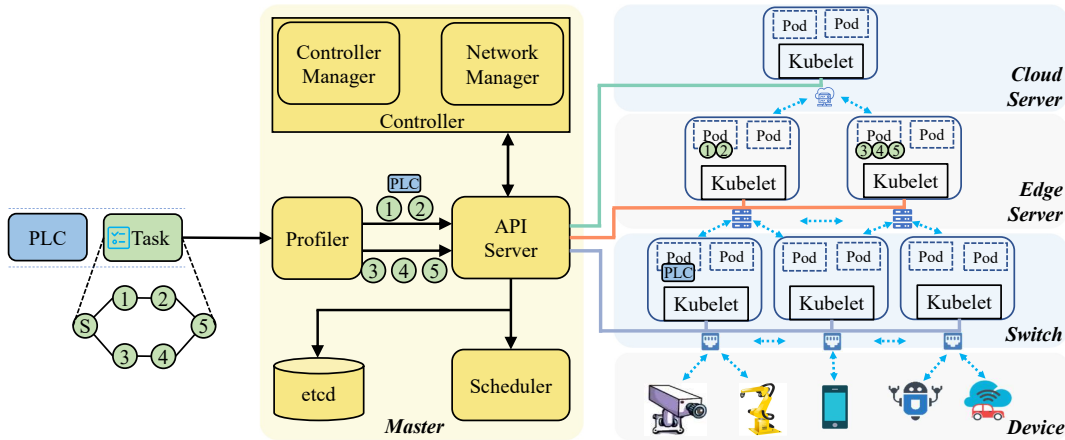 PLC
Task
S
1
2
3
4
5
Controller
Manager
Network
Manager
Controller
Profiler
PLC
1
2
3
4
5
API
Server
etcd
Scheduler
Master
Pod
Pod
Kubelet
Cloud
Server
Pod
1
2
Pod
Kubelet
Pod
3
4
5
Pod
Kubelet
Edge
Server
Pod
PLC
Pod
Kubelet
Pod
Pod
Kubelet
Pod
Pod
Kubelet
Switch
Device